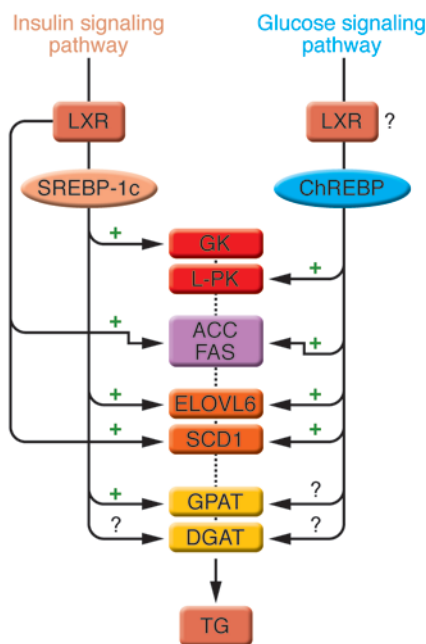 Insulin signaling
pathway
Glucose signaling
pathway
LXR
LXR ?
SREBP-1c
ChREBP
+
GK
L-PK
+
+
ACC
FAS
+
+
ELOVL6
+
+
SCD1
+
+
GPAT
?
?
DGAT
?
TG